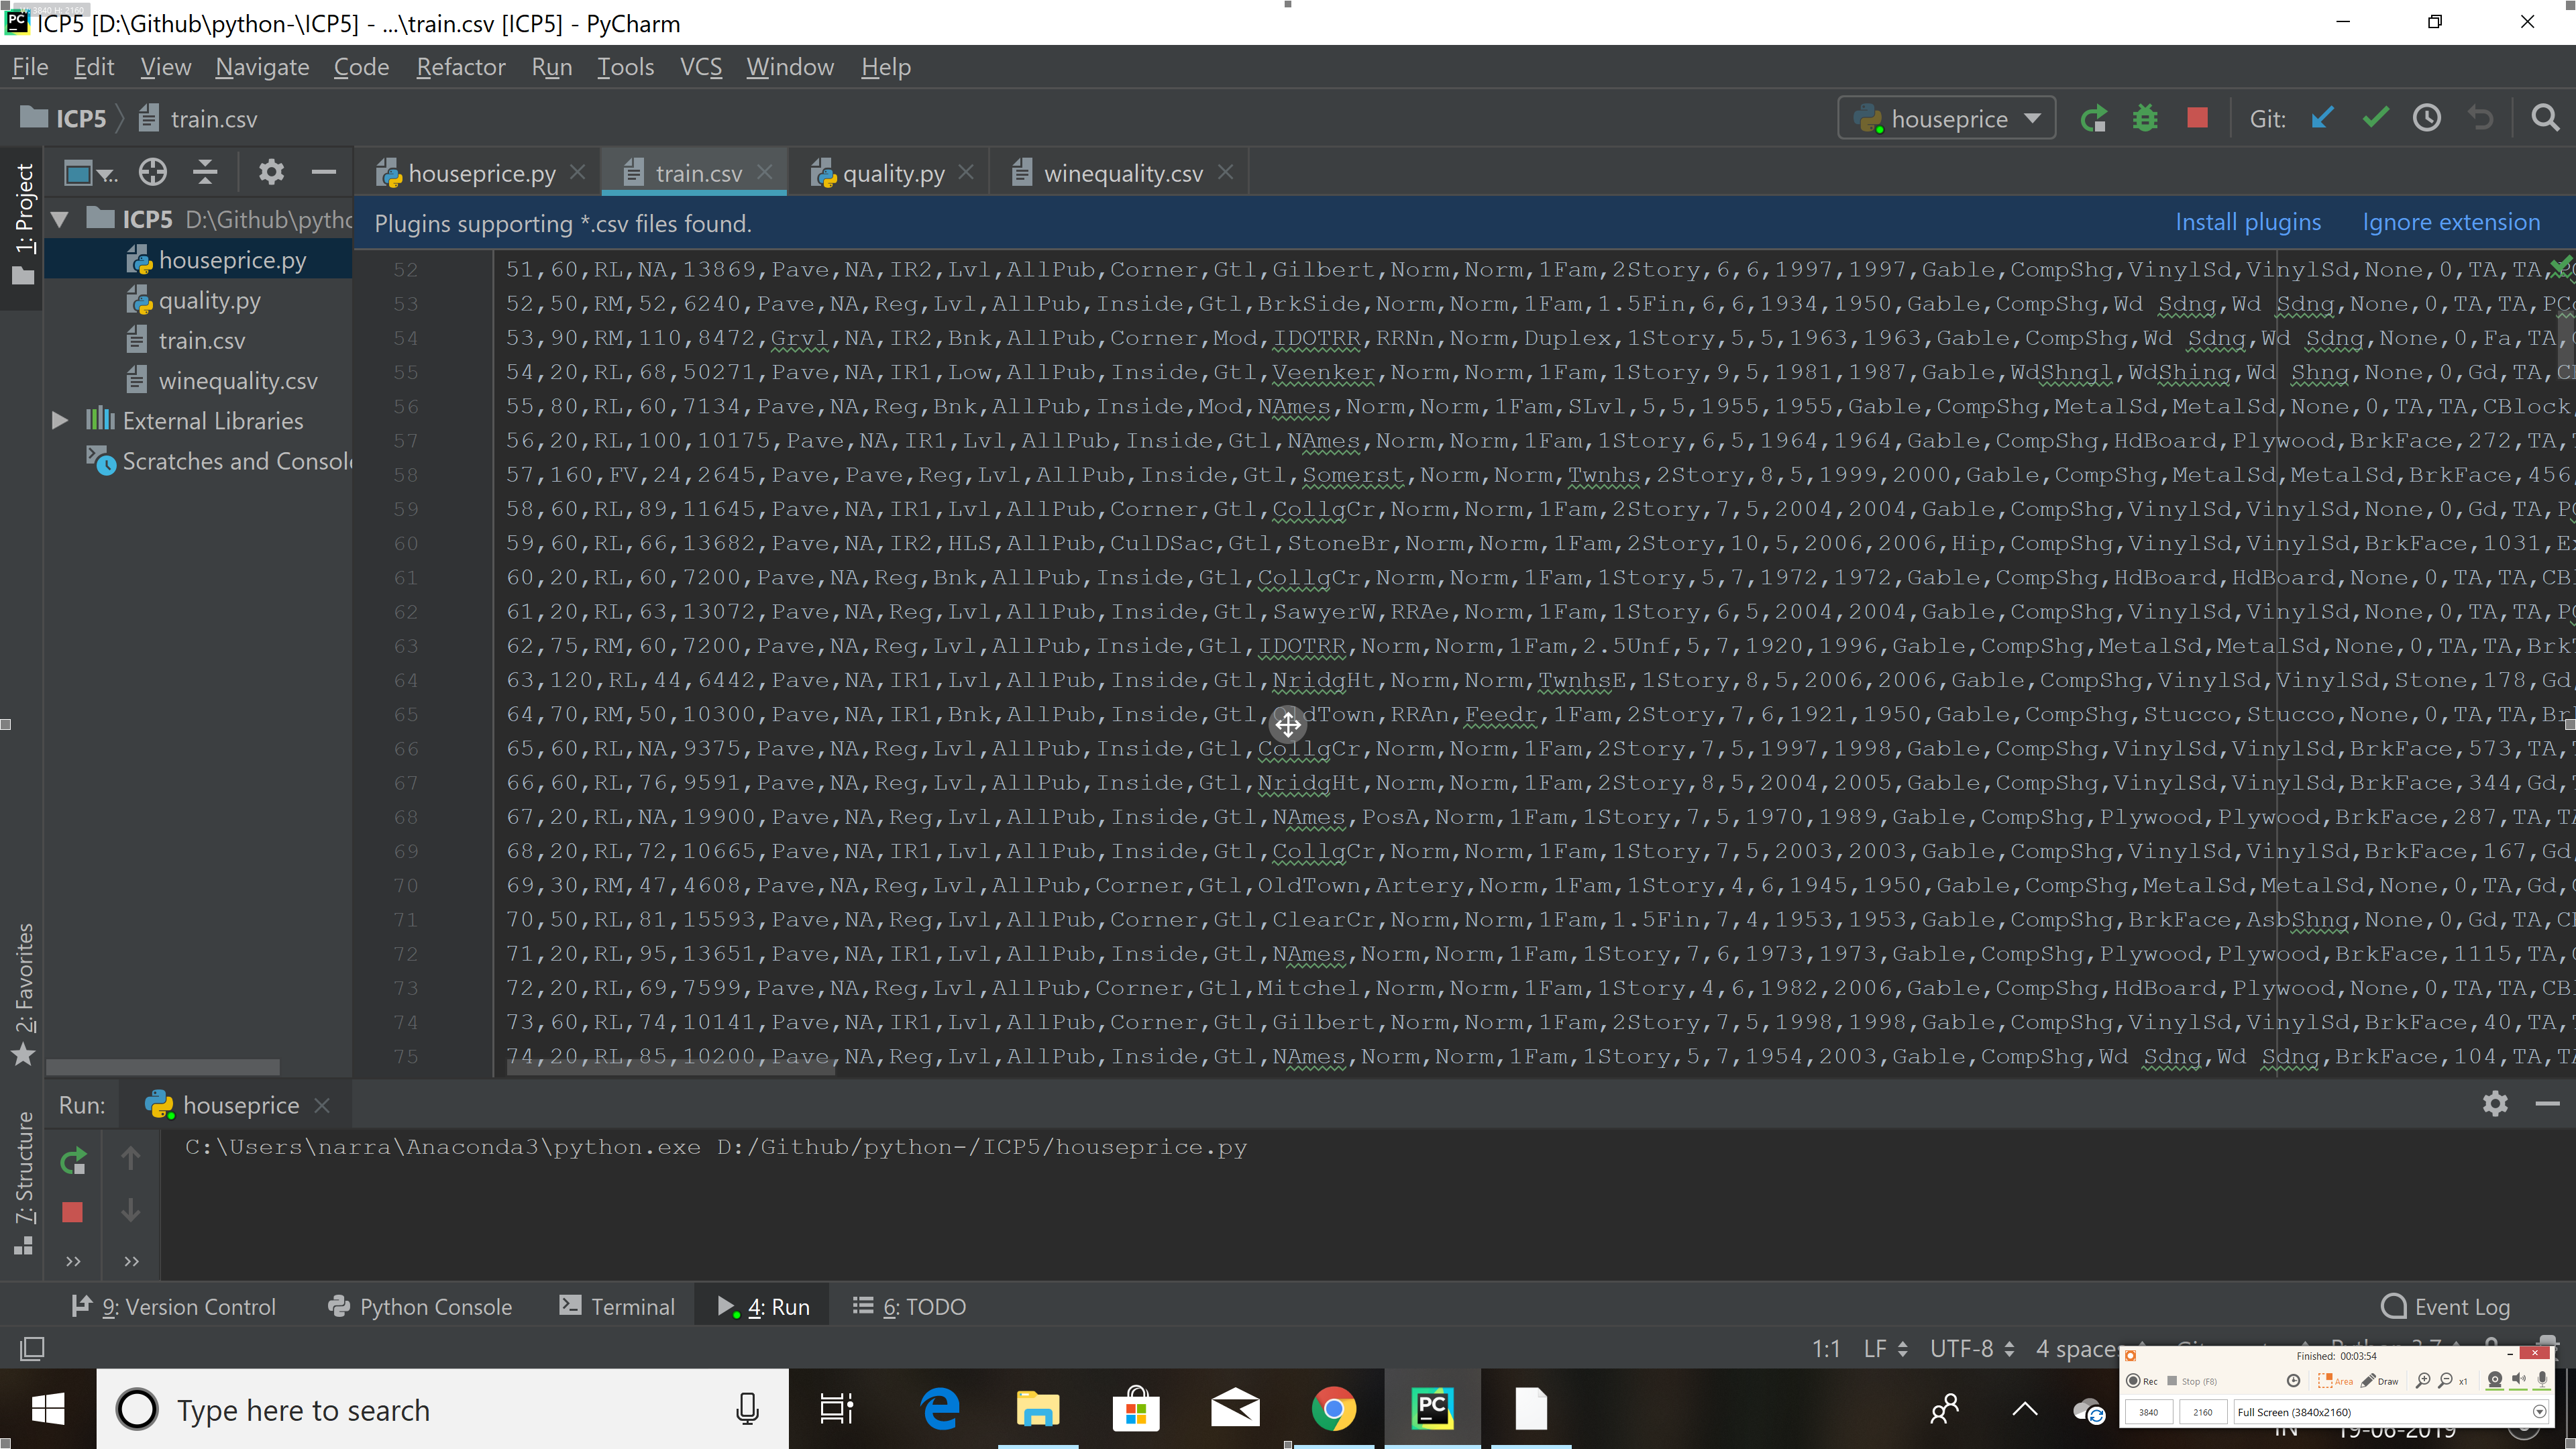 W: 3840 H: 2160
ICP5 [D:\Github\python-\ICP5] - ...\train.csv [ICP5] - PyCharm
File Edit View Navigate Code Refactor Run Tools VCS Window Help
ICP5 train.csv houseprice Git:
houseprice.py train.csv quality.py winequality.csv
1: Project
ICP5 D:\Github\pytho
houseprice.py
quality.py
train.csv
winequality.csv
External Libraries
Scratches and Console
Plugins supporting *.csv files found. Install plugins Ignore extension
52 51,60,RL,NA,13869,Pave,NA,IR2,Lvl,AllPub,Corner,Gtl,Gilbert,Norm,Norm,1Fam,2Story,6,6,1997,1997,Gable,CompShg,VinylSd,VinylSd,None,0,TA,TA,PC
53 52,50,RM,52,6240,Pave,NA,Reg,Lvl,AllPub,Inside,Gtl,BrkSide,Norm,Norm,1Fam,1.5Fin,6,6,1934,1950,Gable,CompShg,Wd Sdng,Wd Sdng,None,0,TA,TA,PCo
54 53,90,RM,110,8472,Grvl,NA,IR2,Bnk,AllPub,Corner,Mod,IDOTRR,RRNn,Norm,Duplex,1Story,5,5,1963,1963,Gable,CompShg,Wd Sdng,Wd Sdng,None,0,Fa,TA,C
55 54,20,RL,68,50271,Pave,NA,IR1,Low,AllPub,Inside,Gtl,Veenker,Norm,Norm,1Fam,1Story,9,5,1981,1987,Gable,WdShngl,WdShing,Wd Shng,None,0,Gd,TA,CB
56 55,80,RL,60,7134,Pave,NA,Reg,Bnk,AllPub,Inside,Mod,NAmes,Norm,Norm,1Fam,SLvl,5,5,1955,1955,Gable,CompShg,MetalSd,MetalSd,None,0,TA,TA,CBlock,
57 56,20,RL,100,10175,Pave,NA,IR1,Lvl,AllPub,Inside,Gtl,NAmes,Norm,Norm,1Fam,1Story,6,5,1964,1964,Gable,CompShg,HdBoard,Plywood,BrkFace,272,TA,
58 57,160,FV,24,2645,Pave,Pave,Reg,Lvl,AllPub,Inside,Gtl,Somerst,Norm,Norm,Twnhs,2Story,8,5,1999,2000,Gable,CompShg,MetalSd,MetalSd,BrkFace,456,
59 58,60,RL,89,11645,Pave,NA,IR1,Lvl,AllPub,Corner,Gtl,CollgCr,Norm,Norm,1Fam,2Story,7,5,2004,2004,Gable,CompShg,VinylSd,VinylSd,None,0,Gd,TA,PC
60 59,60,RL,66,13682,Pave,NA,IR2,HLS,AllPub,CulDSac,Gtl,StoneBr,Norm,Norm,1Fam,2Story,10,5,2006,2006,Hip,CompShg,VinylSd,VinylSd,BrkFace,1031,Ex
61 60,20,RL,60,7200,Pave,NA,Reg,Bnk,AllPub,Inside,Gtl,CollgCr,Norm,Norm,1Fam,1Story,5,7,1972,1972,Gable,CompShg,HdBoard,HdBoard,None,0,TA,TA,CBl
62 61,20,RL,63,13072,Pave,NA,Reg,Lvl,AllPub,Inside,Gtl,SawyerW,RRAe,Norm,1Fam,1Story,6,5,2004,2004,Gable,CompShg,VinylSd,VinylSd,None,0,TA,TA,PC
63 62,75,RM,60,7200,Pave,NA,Reg,Lvl,AllPub,Inside,Gtl,IDOTRR,Norm,Norm,1Fam,2.5Unf,5,7,1920,1996,Gable,CompShg,MetalSd,MetalSd,None,0,TA,TA,BrkT
64 63,120,RL,44,6442,Pave,NA,IR1,Lvl,AllPub,Inside,Gtl,NridgHt,Norm,Norm,TwnhsE,1Story,8,5,2006,2006,Gable,CompShg,VinylSd,VinylSd,Stone,178,Gd,
65 64,70,RM,50,10300,Pave,NA,IR1,Bnk,AllPub,Inside,Gtl,OldTown,RRAn,Feedr,1Fam,2Story,7,6,1921,1950,Gable,CompShg,Stucco,Stucco,None,0,TA,TA,Br
66 65,60,RL,NA,9375,Pave,NA,Reg,Lvl,AllPub,Inside,Gtl,CollgCr,Norm,Norm,1Fam,2Story,7,5,1997,1998,Gable,CompShg,VinylSd,VinylSd,BrkFace,573,TA,T
67 66,60,RL,76,9591,Pave,NA,Reg,Lvl,AllPub,Inside,Gtl,NridgHt,Norm,Norm,1Fam,2Story,8,5,2004,2005,Gable,CompShg,VinylSd,VinylSd,BrkFace,344,Gd,
68 67,20,RL,NA,19900,Pave,NA,Reg,Lvl,AllPub,Inside,Gtl,NAmes,PosA,Norm,1Fam,1Story,7,5,1970,1989,Gable,CompShg,Plywood,Plywood,BrkFace,287,TA,TA
69 68,20,RL,72,10665,Pave,NA,IR1,Lvl,AllPub,Inside,Gtl,CollgCr,Norm,Norm,1Fam,1Story,7,5,2003,2003,Gable,CompShg,VinylSd,VinylSd,BrkFace,167,Gd
70 69,30,RM,47,4608,Pave,NA,Reg,Lvl,AllPub,Corner,Gtl,OldTown,Artery,Norm,1Fam,1Story,4,6,1945,1950,Gable,CompShg,MetalSd,MetalSd,None,0,TA,Gd,C
71 70,50,RL,81,15593,Pave,NA,Reg,Lvl,AllPub,Corner,Gtl,ClearCr,Norm,Norm,1Fam,1.5Fin,7,4,1953,1953,Gable,CompShg,BrkFace,AsbShng,None,0,Gd,TA,CB
72 71,20,RL,95,13651,Pave,NA,IR1,Lvl,AllPub,Inside,Gtl,NAmes,Norm,Norm,1Fam,1Story,7,6,1973,1973,Gable,CompShg,Plywood,Plywood,BrkFace,1115,TA,G
73 72,20,RL,69,7599,Pave,NA,Reg,Lvl,AllPub,Corner,Gtl,Mitchel,Norm,Norm,1Fam,1Story,4,6,1982,2006,Gable,CompShg,HdBoard,Plywood,None,0,TA,TA,CBl
74 73,60,RL,74,10141,Pave,NA,IR1,Lvl,AllPub,Corner,Gtl,Gilbert,Norm,Norm,1Fam,2Story,7,5,1998,1998,Gable,CompShg,VinylSd,VinylSd,BrkFace,40,TA,T
75 74,20,RL,85,10200,Pave,NA,Reg,Lvl,AllPub,Inside,Gtl,NAmes,Norm,Norm,1Fam,1Story,5,7,1954,2003,Gable,CompShg,Wd Sdng,Wd Sdng,BrkFace,104,TA,T
2: Favorites
7: Structure
Run: houseprice
C:\Users\narra\Anaconda3\python.exe D:/Github/python-/ICP5/houseprice.py
9: Version Control Python Console Terminal 4: Run 6: TODO Event Log
1:1 LF UTF-8 4 spaces
Finished: 00:03:54
Rec Stop (F8) Area Draw x1
3840 2160 Full Screen (3840x2160)
Type here to search
IN 19-06-2019